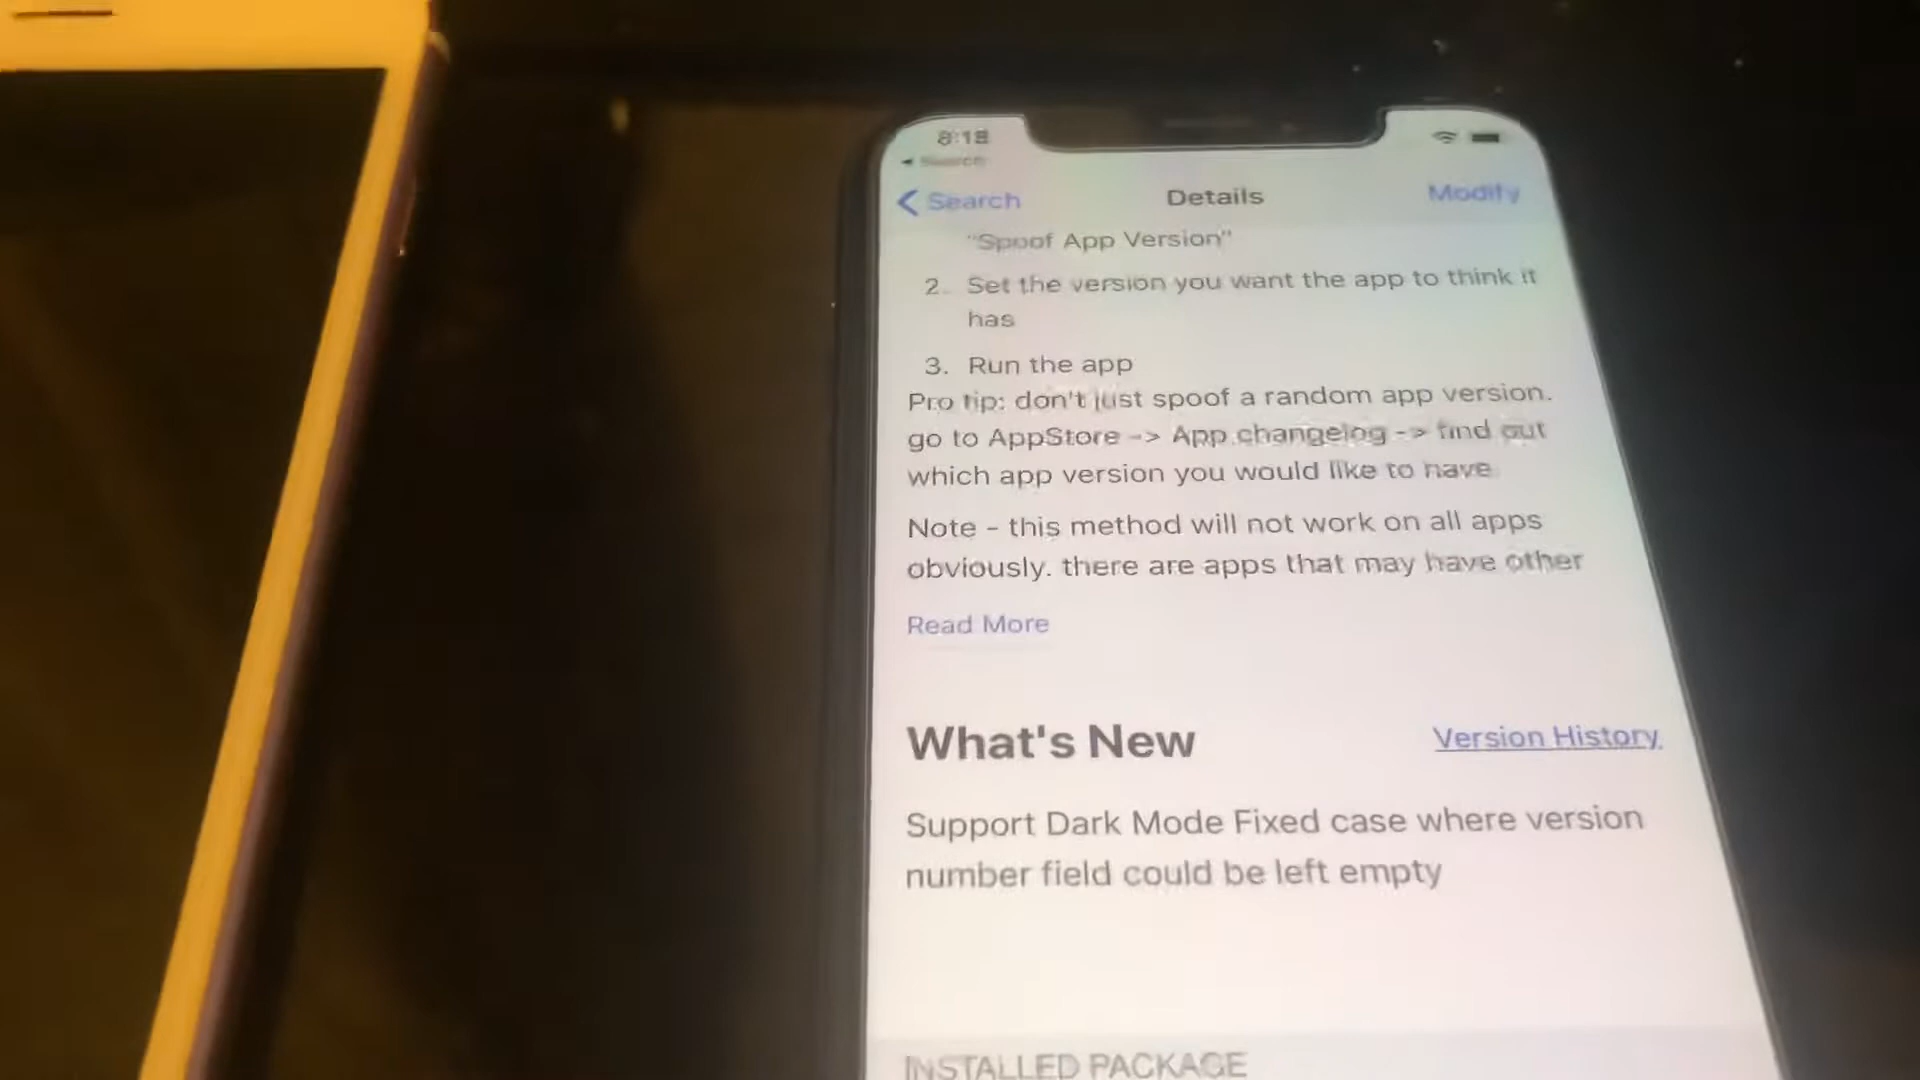 8:18
◄ Search
Search
Details
Modify
"Spoof App Version"
2. Set the version you want the app to think it
has
3. Run the app
Pro tip: don't just spoof a random app version.
go to AppStore -> App changelog -> find out
which app version you would like to have
Note - this method will not work on all apps
obviously. there are apps that may have other
Read More
What's New
Version History
Support Dark Mode Fixed case where version
number field could be left empty
INSTALLED PACKAGE